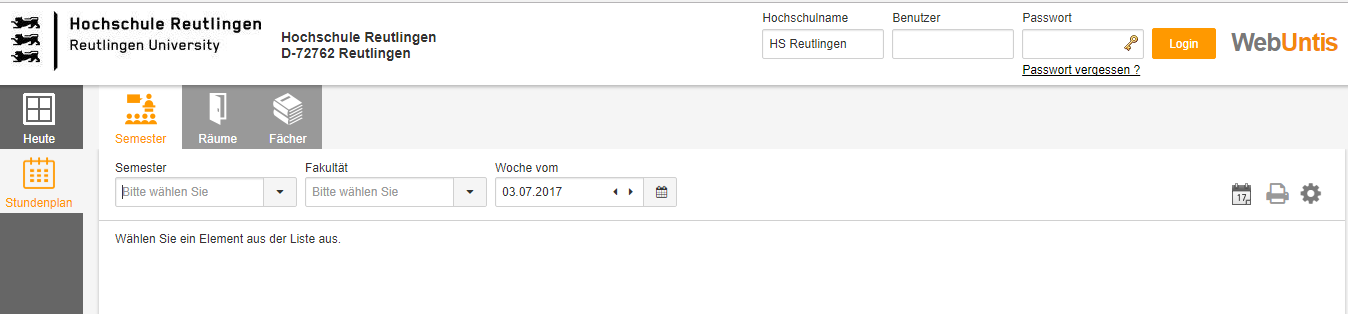 Hochschule Reutlingen
Reutlingen University
Hochschule Reutlingen
D-72762 Reutlingen
Hochschulname
Benutzer
Passwort
HS Reutlingen
Login
WebUntis
Passwort vergessen ?
Heute
Stundenplan
Semester
Räume
Fächer
Semester
Fakultät
Woche vom
Bitte wählen Sie
Bitte wählen Sie
03.07.2017
17
Wählen Sie ein Element aus der Liste aus.